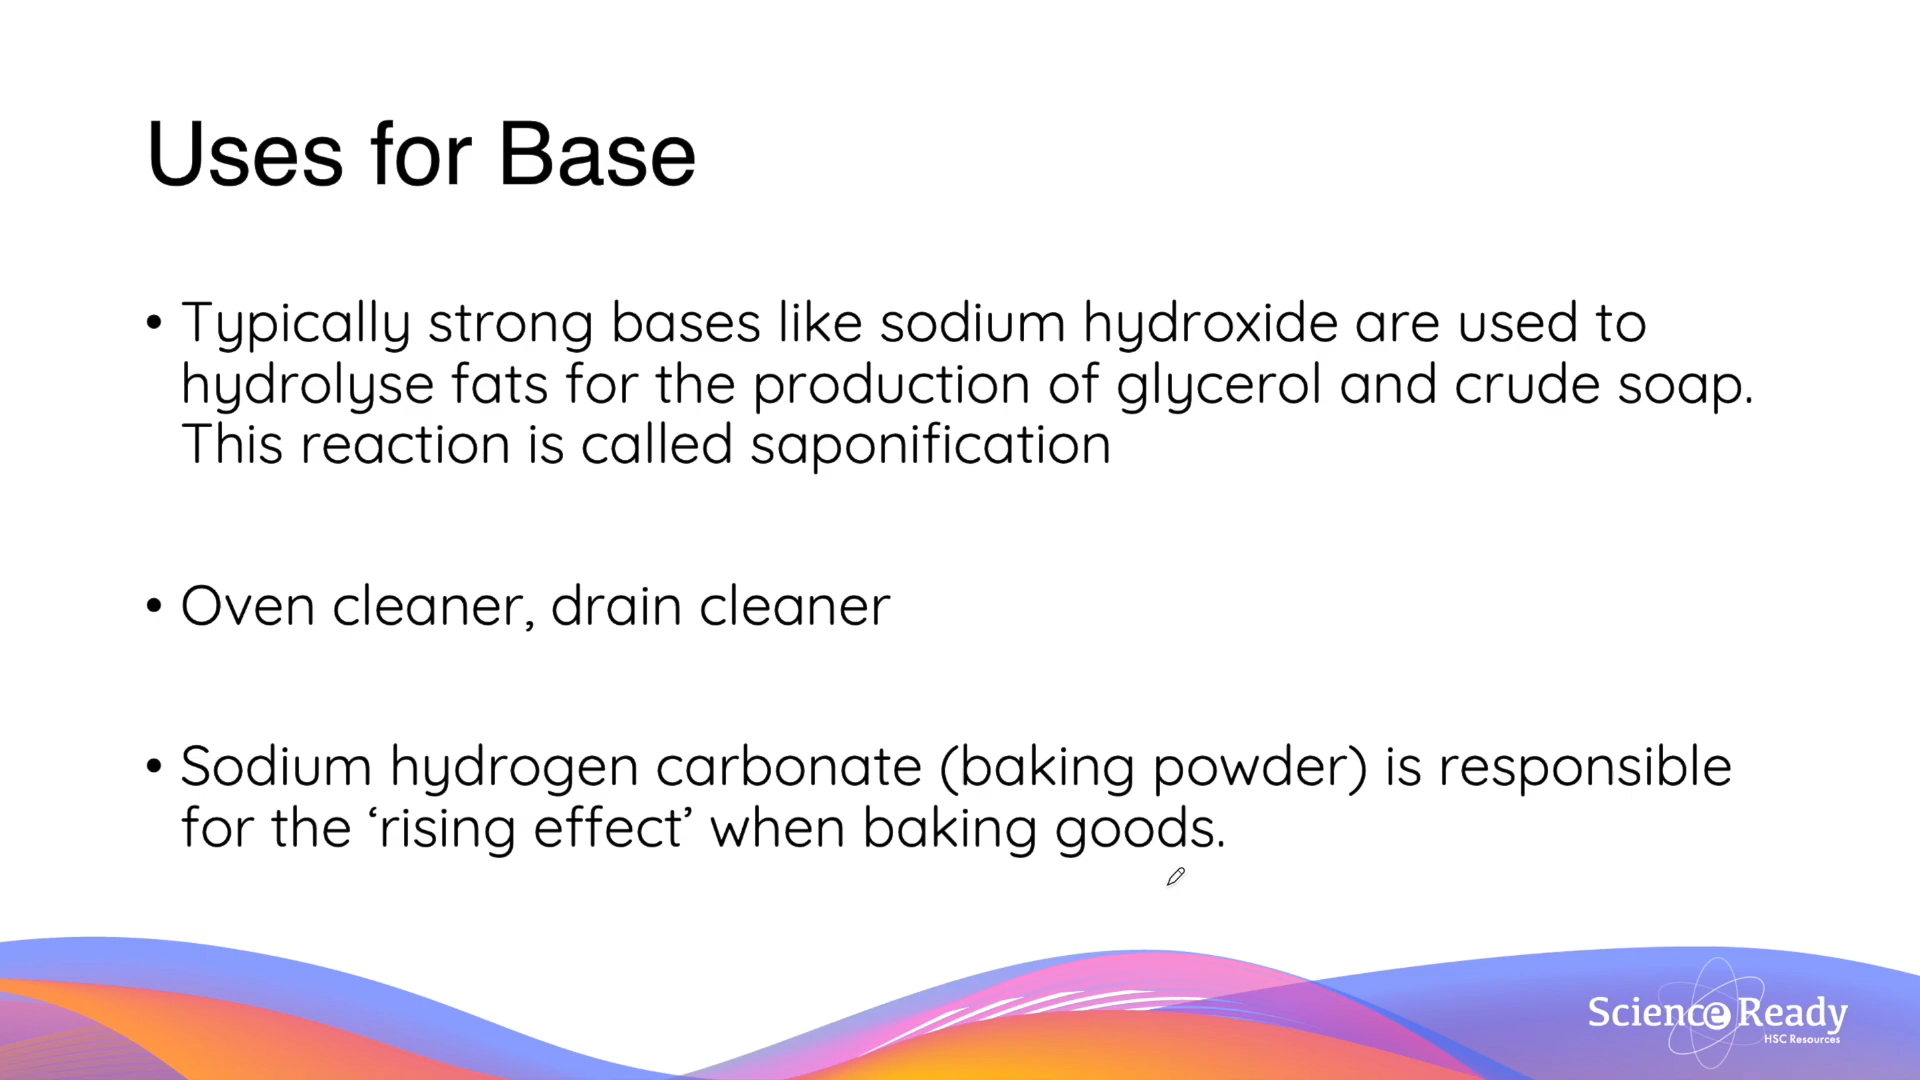 Uses for Base
• Typically strong bases like sodium hydroxide are used to
hydrolyse fats for the production of glycerol and crude soap.
This reaction is called saponification
• Oven cleaner, drain cleaner
• Sodium hydrogen carbonate (baking powder) is responsible
for the ‘rising effect’ when baking goods.
Science Ready
HSC Resources